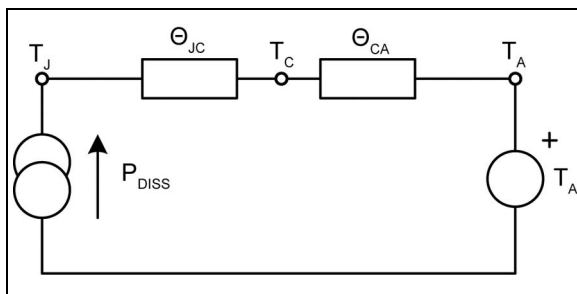 Θ_JC
Θ_CA
T_J
T_C
T_A
P_DISS
+
T_A